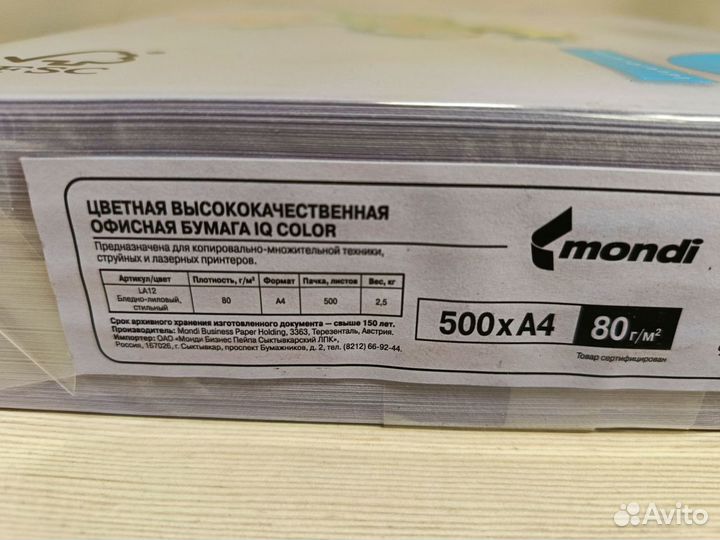 FSC
ЦВЕТНАЯ ВЫСОКОКАЧЕСТВЕННАЯ
ОФИСНАЯ БУМАГА IQ COLOR
Предназначена для копировально-множительной техники,
струйных и лазерных принтеров.
Артикул/цвет Плотность, г/м² Формат Пачка, листов Вес, кг
LA12
Бледно-лиловый, стильный 80 A4 500 2,5
Срок архивного хранения изготовленного документа — свыше 150 лет.
Производитель: Mondi Business Paper Holding, 3363, Терезенталь, Австрия.
Импортер: ОАО «Монди Бизнес Пейпа Сыктывкарский ЛПК»,
Россия, 167026, г. Сыктывкар, проспект Бумажников, д. 2, тел. (8212) 66-92-44.
mondi
500xA4 80 г/м²
Товар сертифицирован
Avito